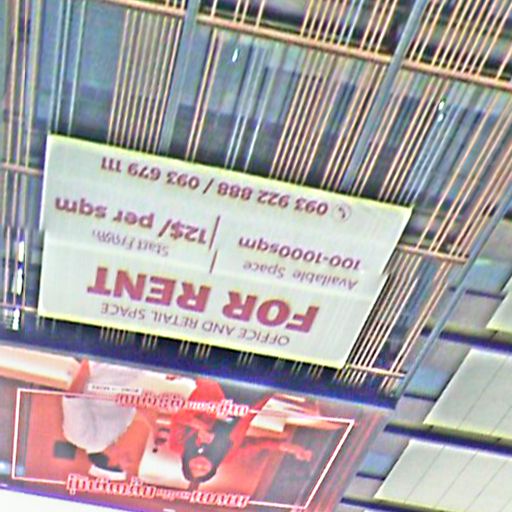 OFFICE AND RETAIL SPACE
FOR RENT
Available Space
100-1000sqm
Start From
12$/ per sqm
093 922 888 / 093 679 111